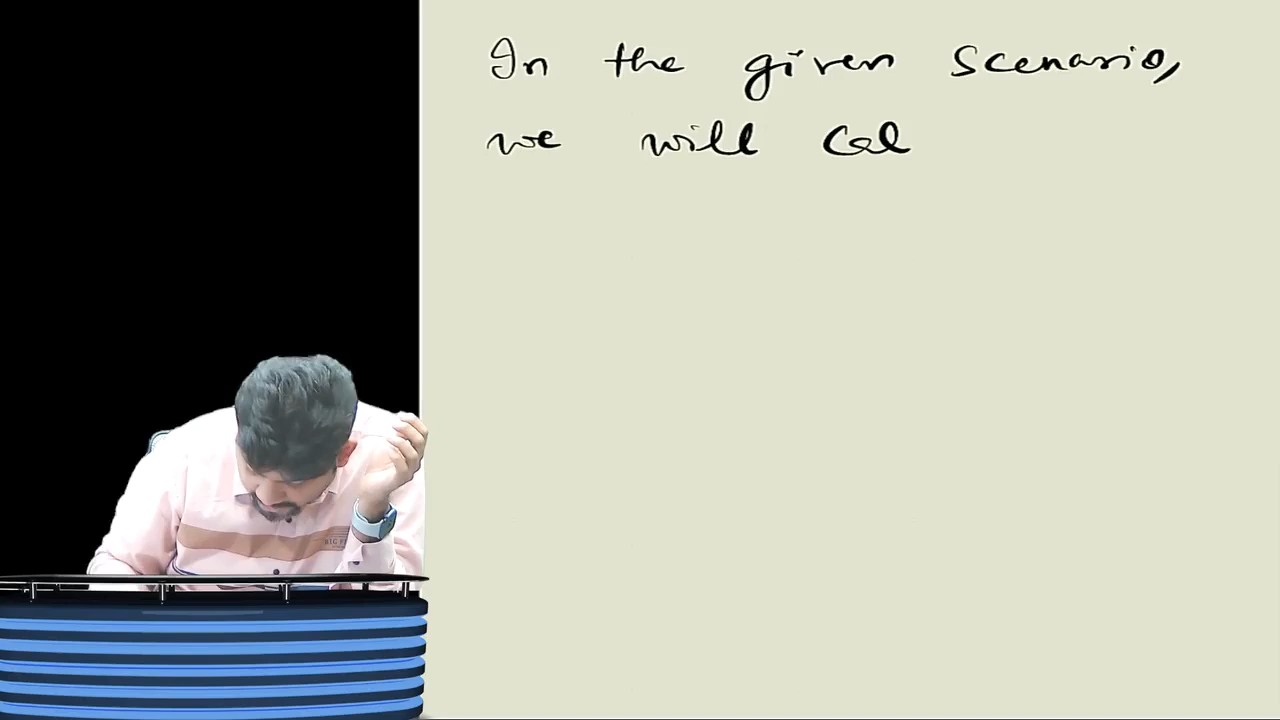 In the given scenario,
we will cal